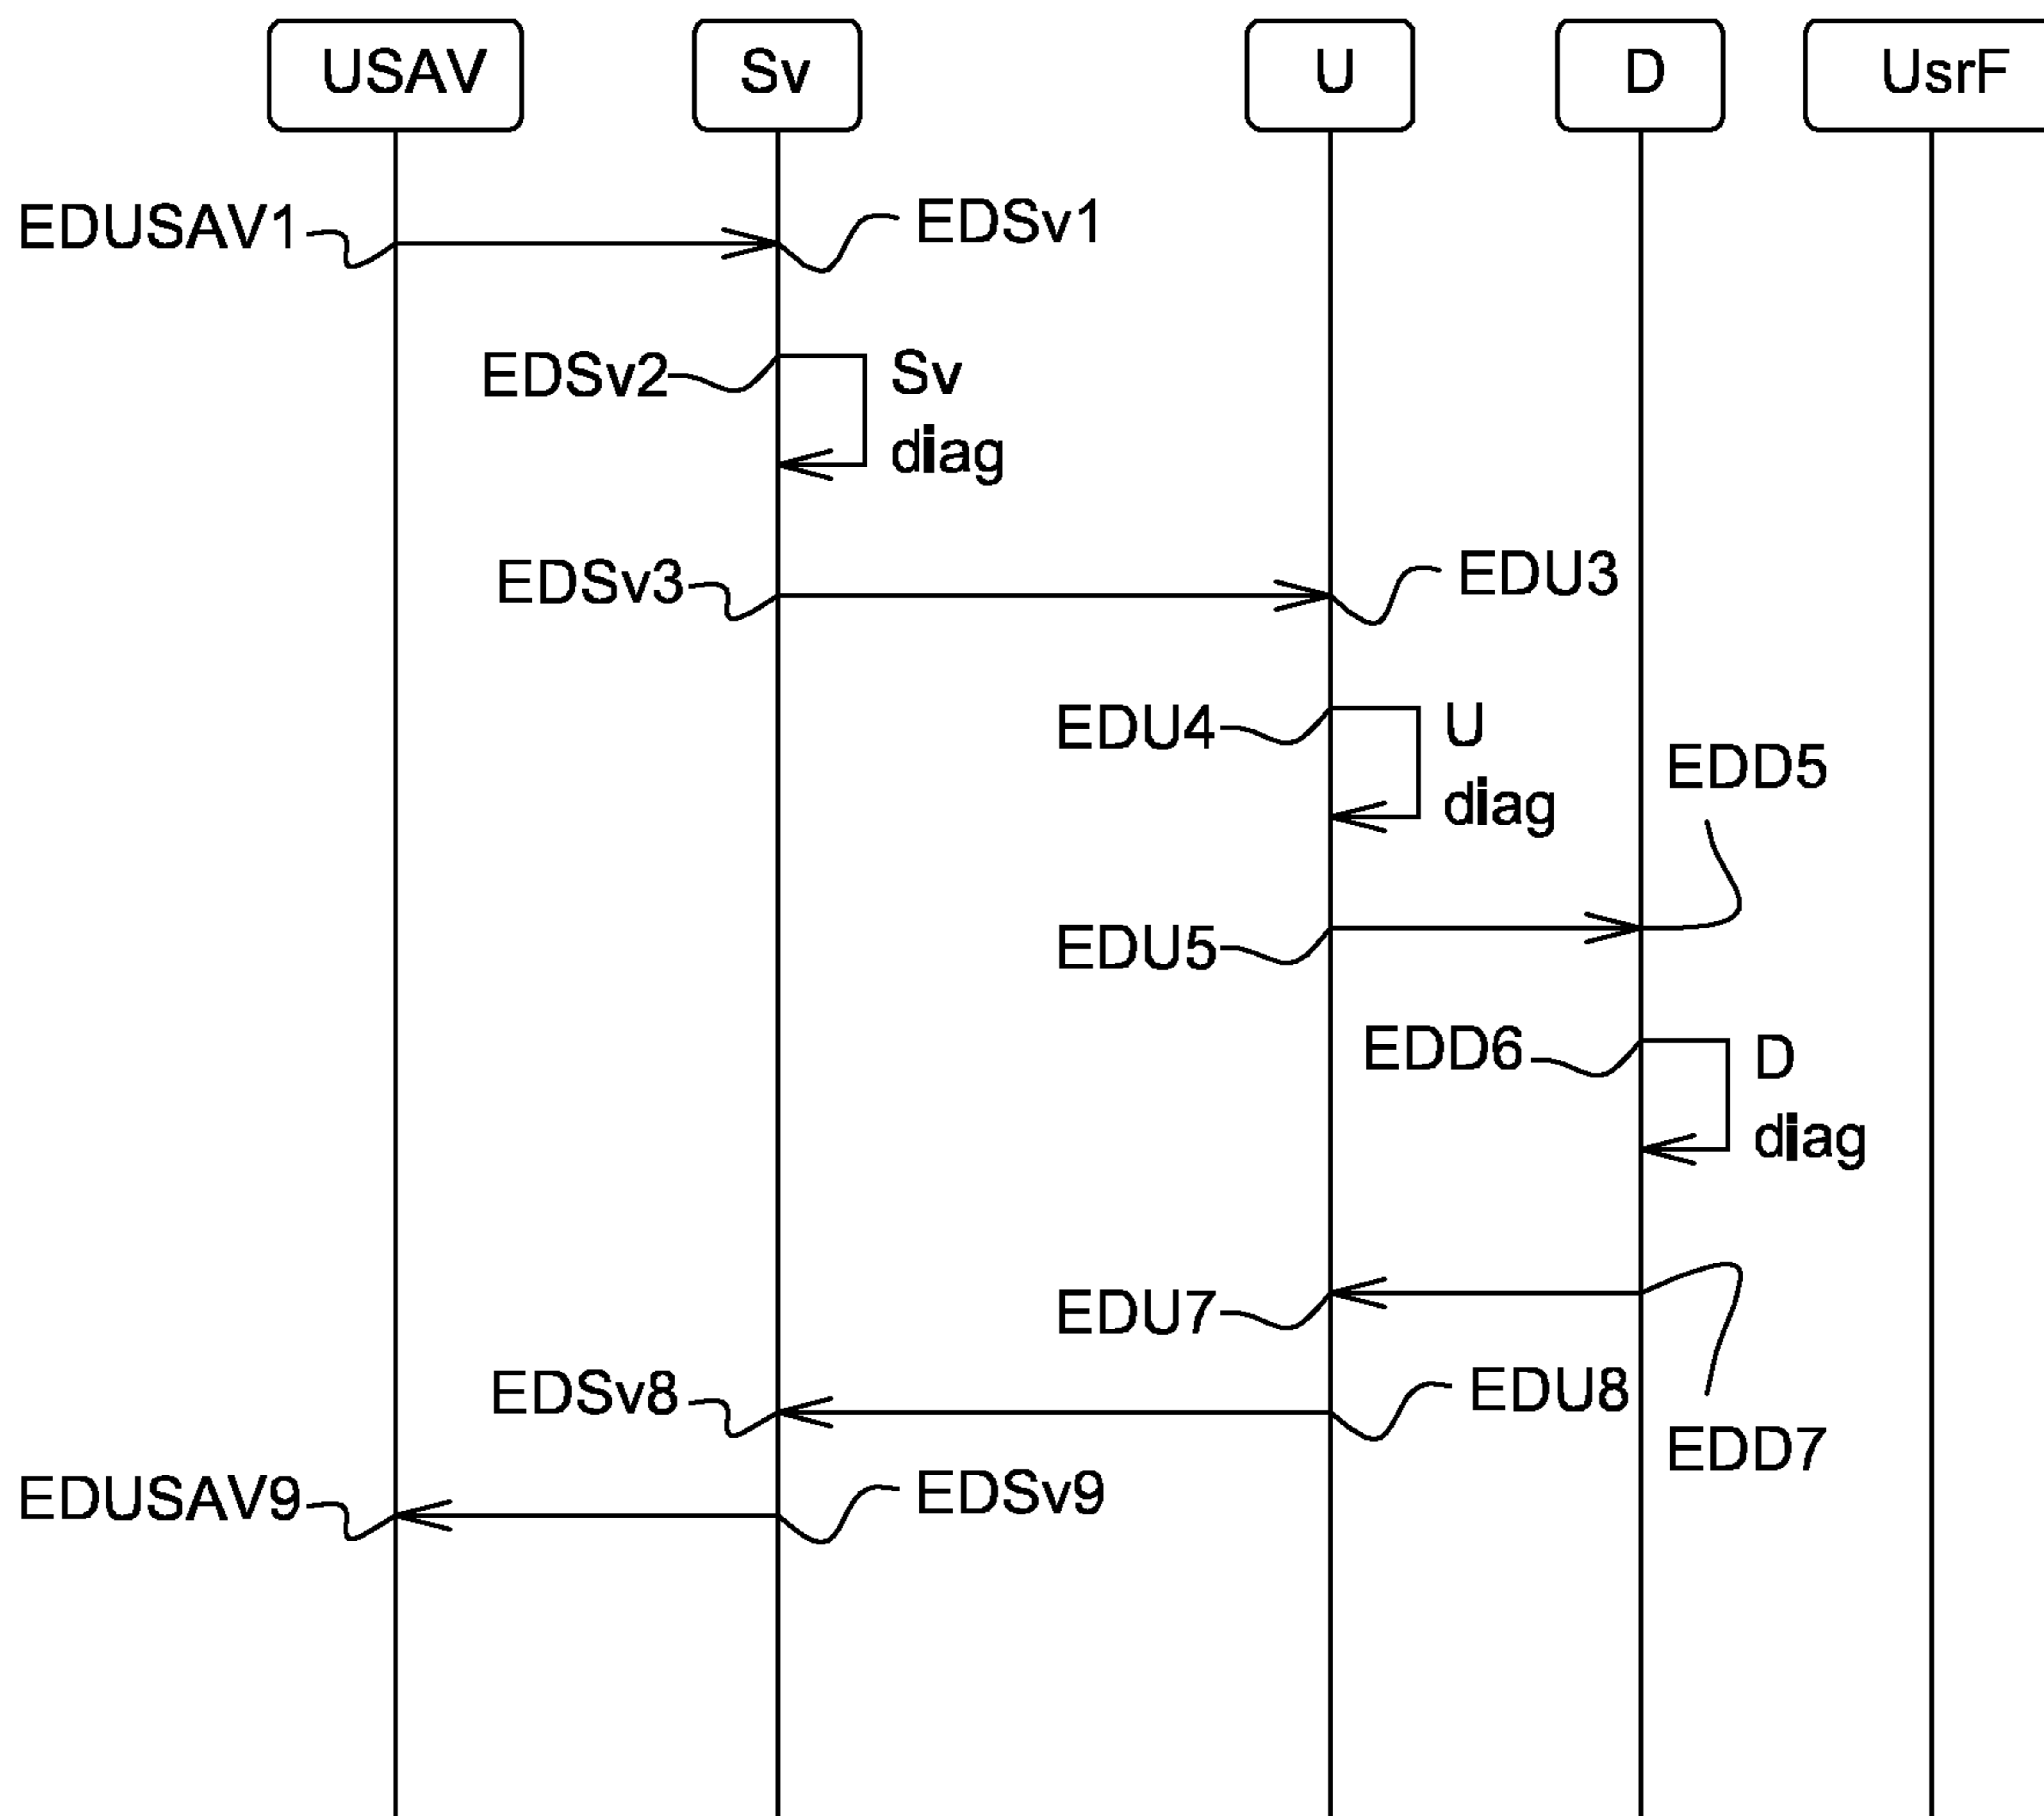 USAV
Sv
U
D
UsrF
EDUSAV1
EDSv1
EDSv2
Sv
diag
EDSv3
EDU3
EDU4
U
diag
EDD5
EDU5
EDD6
D
diag
EDU7
EDSv8
EDU8
EDD7
EDUSAV9
EDSv9